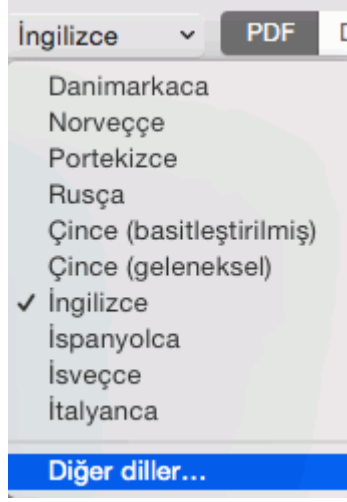 İngilizce PDF
Danimarkaca
Norveççe
Portekizce
Rusça
Çince (basitleştirilmiş)
Çince (geleneksel)
✓ İngilizce
İspanyolca
İsveççe
İtalyanca
Diğer diller...